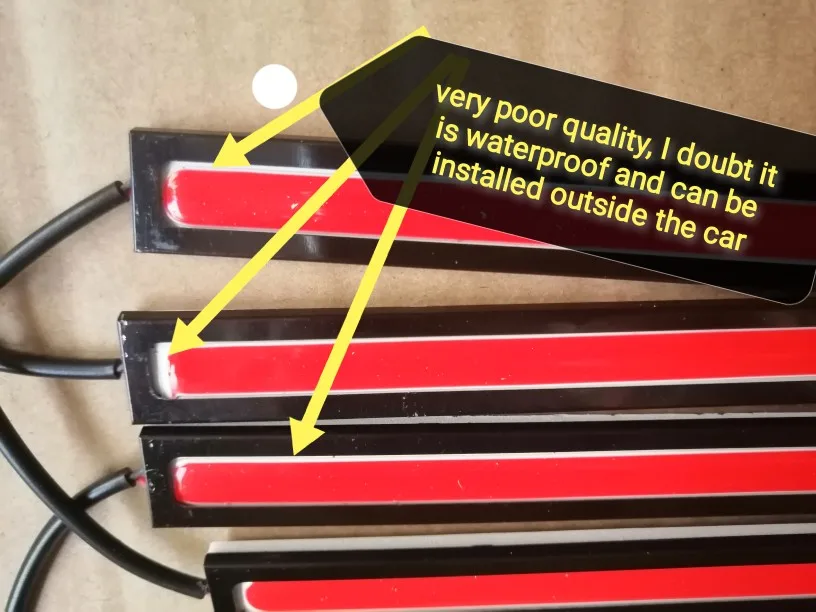 very poor quality, I doubt it
is waterproof and can be
installed outside the car